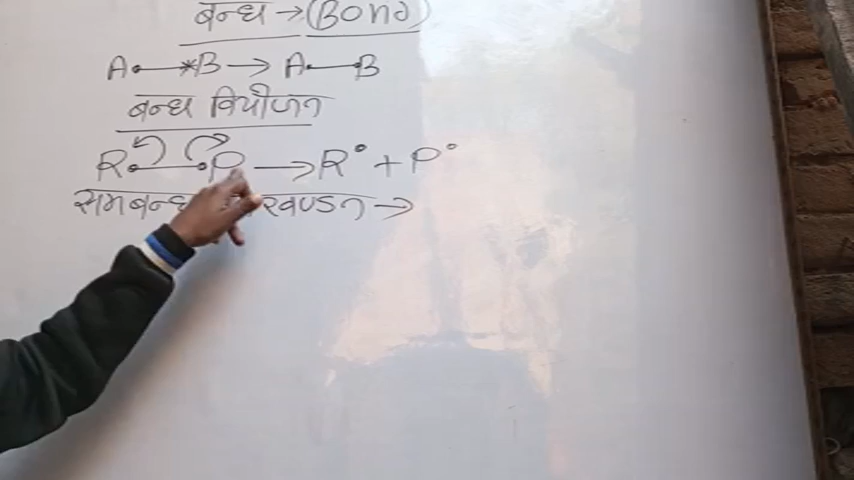 बन्ध → (Bond)
A•—*B → A•—•B
बन्ध वियोजन
R•—•P → R° + P°
समबन्ध खण्डन →